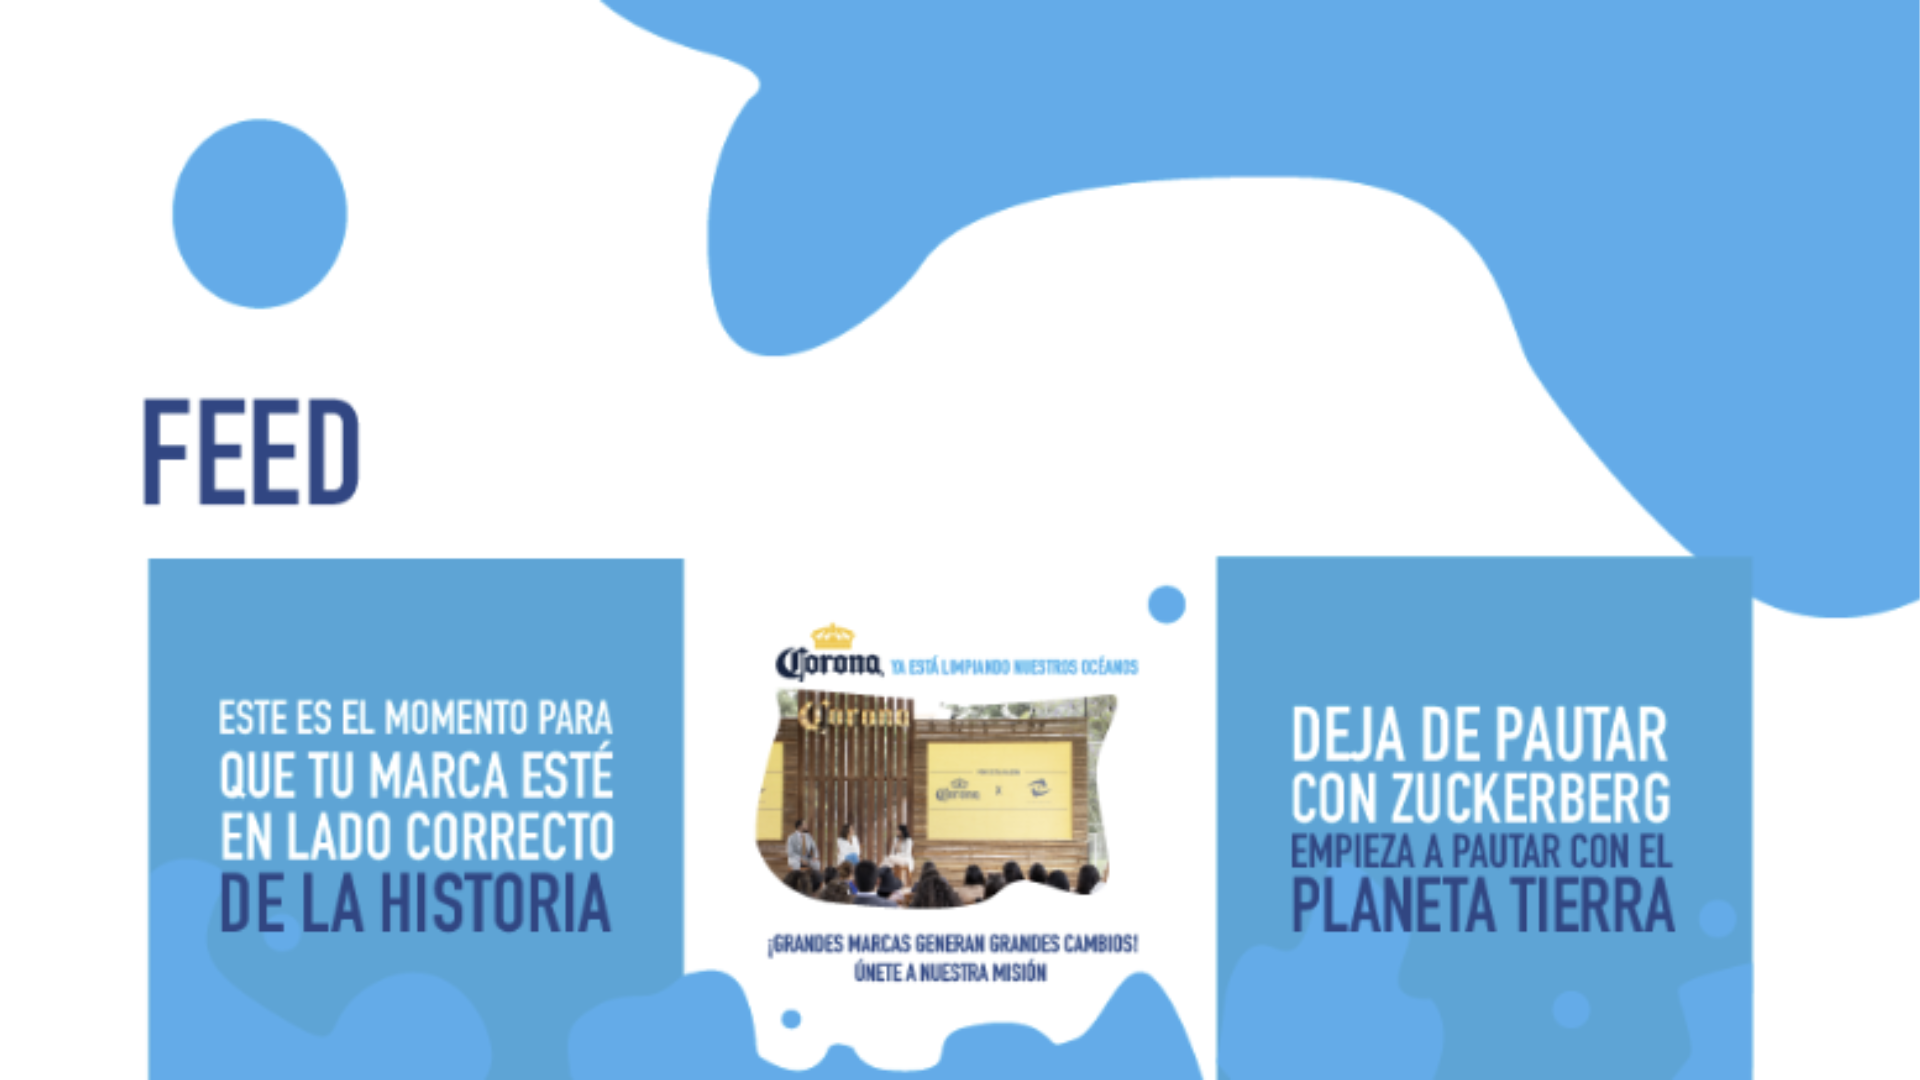 FEED
ESTE ES EL MOMENTO PARA
QUE TU MARCA ESTÉ
EN LADO CORRECTO
DE LA HISTORIA
Corona YA ESTÁ LIMPIANDO NUESTROS OCÉANOS
Corona
Corona X
¡GRANDES MARCAS GENERAN GRANDES CAMBIOS!
ÚNETE A NUESTRA MISIÓN
DEJA DE PAUTAR
CON ZUCKERBERG
EMPIEZA A PAUTAR CON EL
PLANETA TIERRA